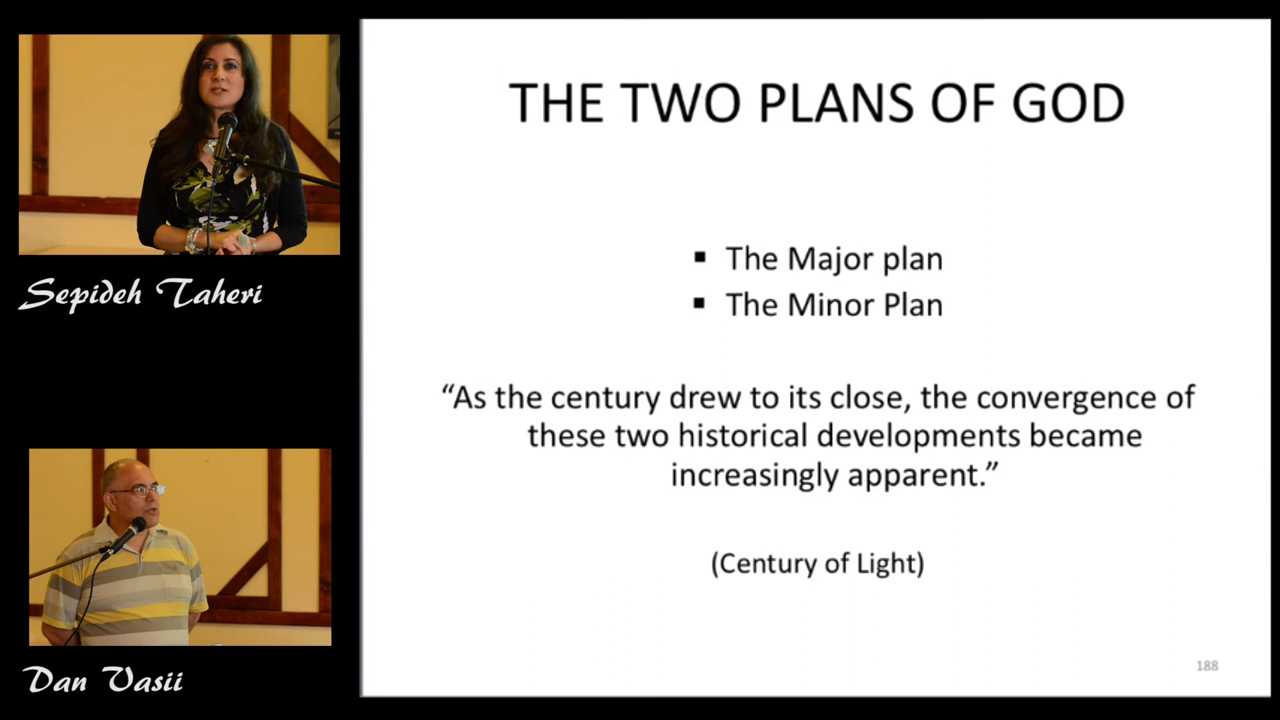 Sepideh Taheri
Dan Vasii
THE TWO PLANS OF GOD
▪ The Major plan
▪ The Minor Plan
“As the century drew to its close, the convergence of
these two historical developments became
increasingly apparent.”
(Century of Light)
188